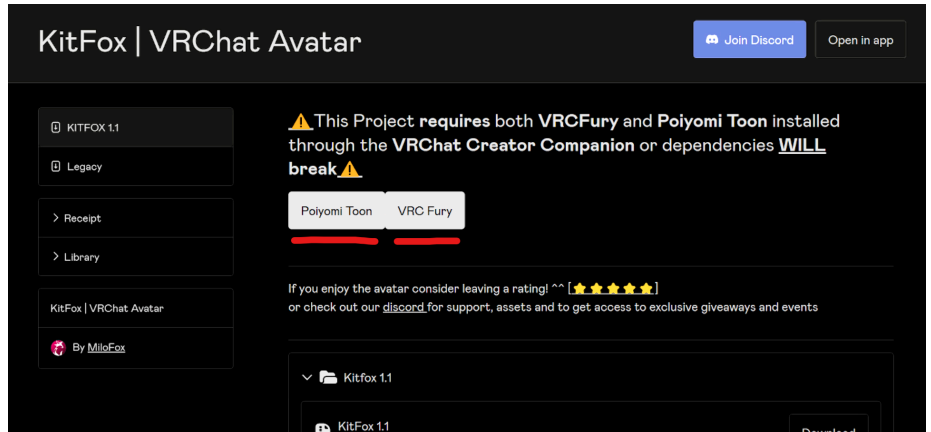 KitFox | VRChat Avatar
Join Discord
Open in app
KITFOX 1.1
Legacy
Receipt
Library
KitFox | VRChat Avatar
By MiloFox
⚠️This Project requires both VRCFury and Poiyomi Toon installed
through the VRChat Creator Companion or dependencies WILL
break⚠️
Poiyomi Toon
VRC Fury
If you enjoy the avatar consider leaving a rating! ^^ [⭐⭐⭐⭐⭐]
or check out our discord for support, assets and to get access to exclusive giveaways and events
Kitfox 1.1
KitFox 1.1
Download